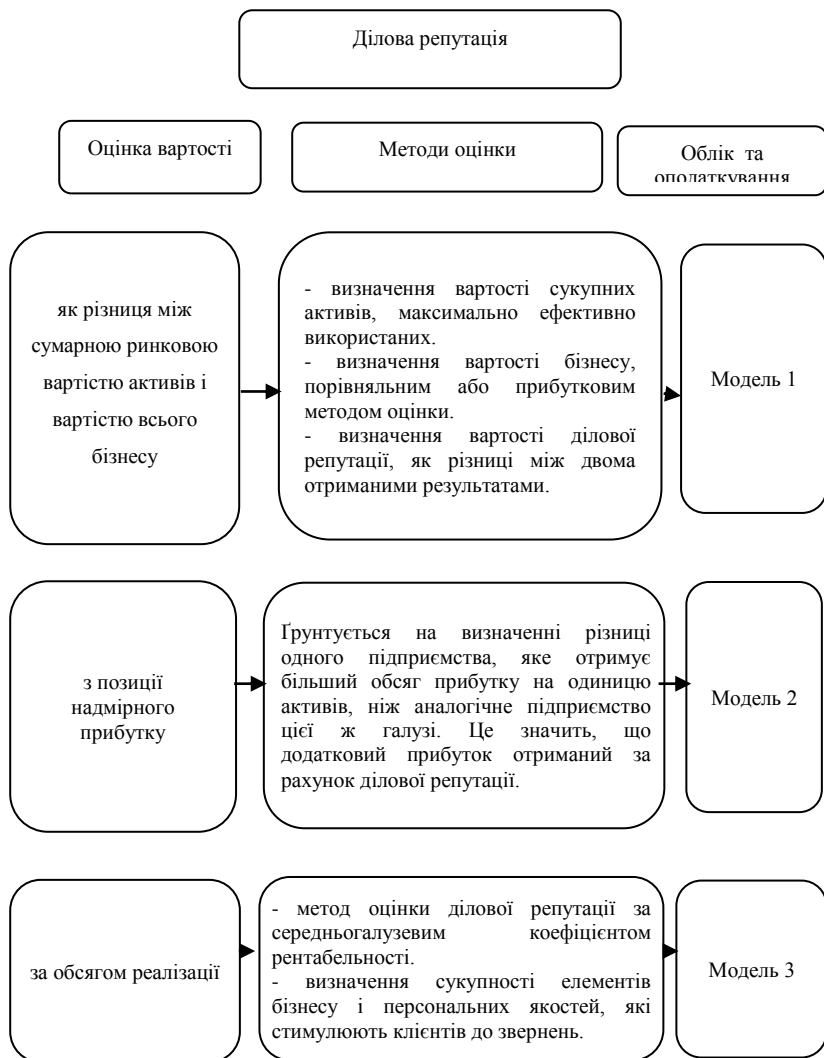 Ділова репутація
Оцінка вартості
Методи оцінки
Облік та
оподаткування
як різниця між
сумарною ринковою
вартістю активів і
вартістю всього
бізнесу
- визначення вартості сукупних
активів, максимально ефективно
використаних.
- визначення вартості бізнесу,
порівняльним або прибутковим
методом оцінки.
- визначення вартості ділової
репутації, як різниці між двома
отриманими результатами.
Модель 1
з позиції
надмірного
прибутку
Ґрунтується на визначенні різниці
одного підприємства, яке отримує
більший обсяг прибутку на одиницю
активів, ніж аналогічне підприємство
цієї ж галузі. Це значить, що
додатковий прибуток отриманий за
рахунок ділової репутації.
Модель 2
за обсягом реалізації
- метод оцінки ділової репутації за
середньогалузевим коефіцієнтом
рентабельності.
- визначення сукупності елементів
бізнесу і персональних якостей, які
стимулюють клієнтів до звернень.
Модель 3